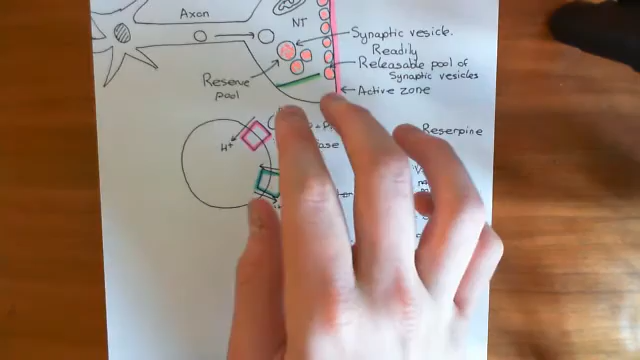 Axon
NT
Synaptic vesicle.
Readily
Releasable pool of
Synaptic vesicles
Reserve
pool
Active zone
Reserpine
H+